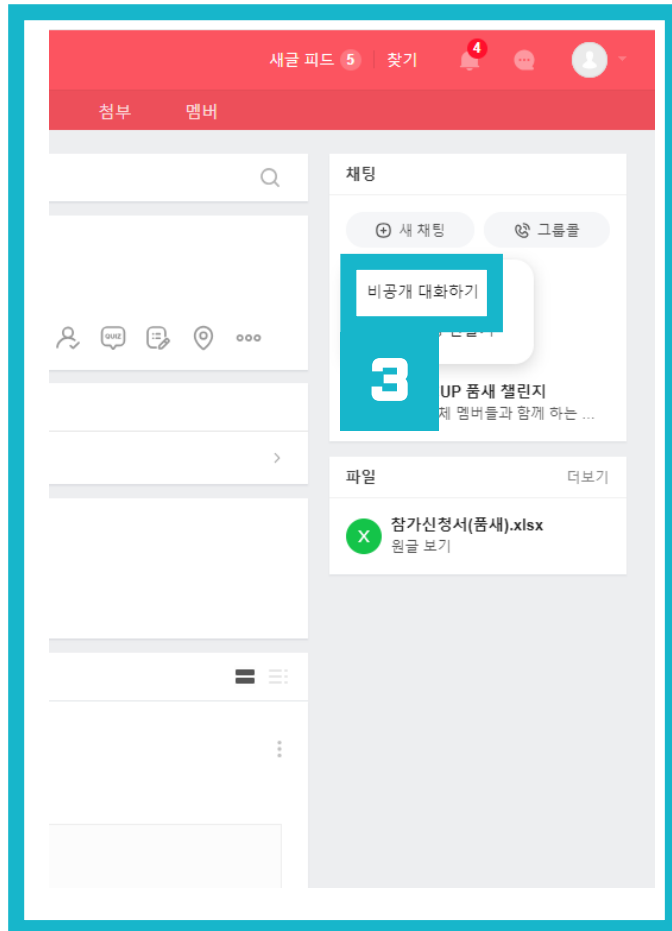 새글 피드 5 찾기 4
첨부 멤버
채팅
새 채팅 그룹콜
비공개 대화하기
3
QUIZ
UP 품새 챌린지
멤버들과 함께 하는 ...
파일 더보기
X 참가신청서(품새).xlsx
원글 보기